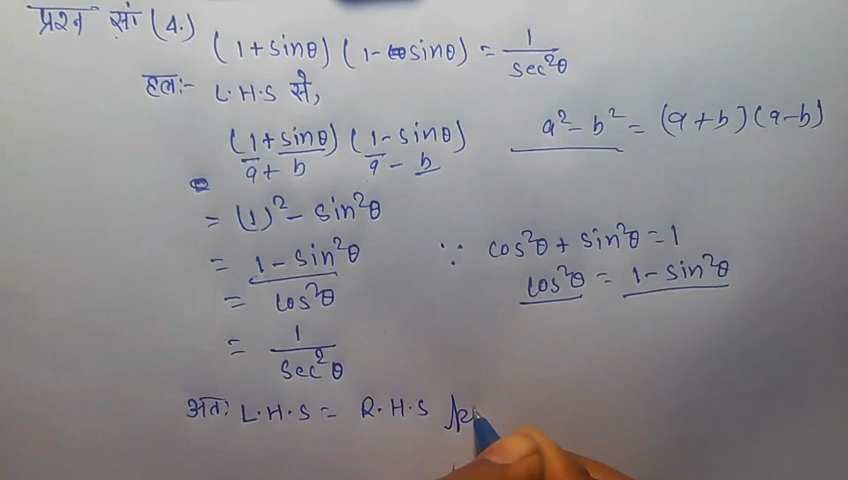 प्रश्न सं (4.)
(1+sinθ) (1-sinθ) = 1/sec²θ
हल:- L.H.S से,
(1+sinθ) (1-sinθ) a²-b² = (a+b)(a-b)
a+b a-b
= (1)² - sin²θ
= 1-sin²θ ∵ cos²θ + sin²θ = 1
= cos²θ cos²θ = 1-sin²θ
= 1/sec²θ
अत: L.H.S = R.H.S